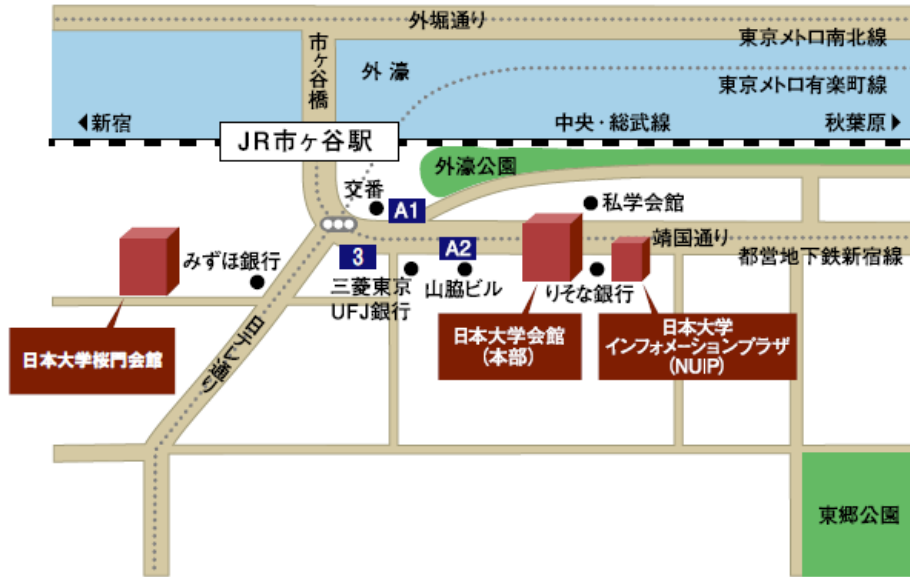 外堀通り
東京メトロ南北線
市ヶ谷橋
外濠
東京メトロ有楽町線
新宿
中央・総武線
秋葉原
JR市ヶ谷駅
外濠公園
交番
A1
私学会館
靖国通り
都営地下鉄新宿線
3
A2
みずほ銀行
三菱東京
UFJ銀行
山脇ビル
りそな銀行
日本大学桜門会館
日テレ通り
日本大学会館
(本部)
日本大学
インフォメーションプラザ
(NUIP)
東郷公園